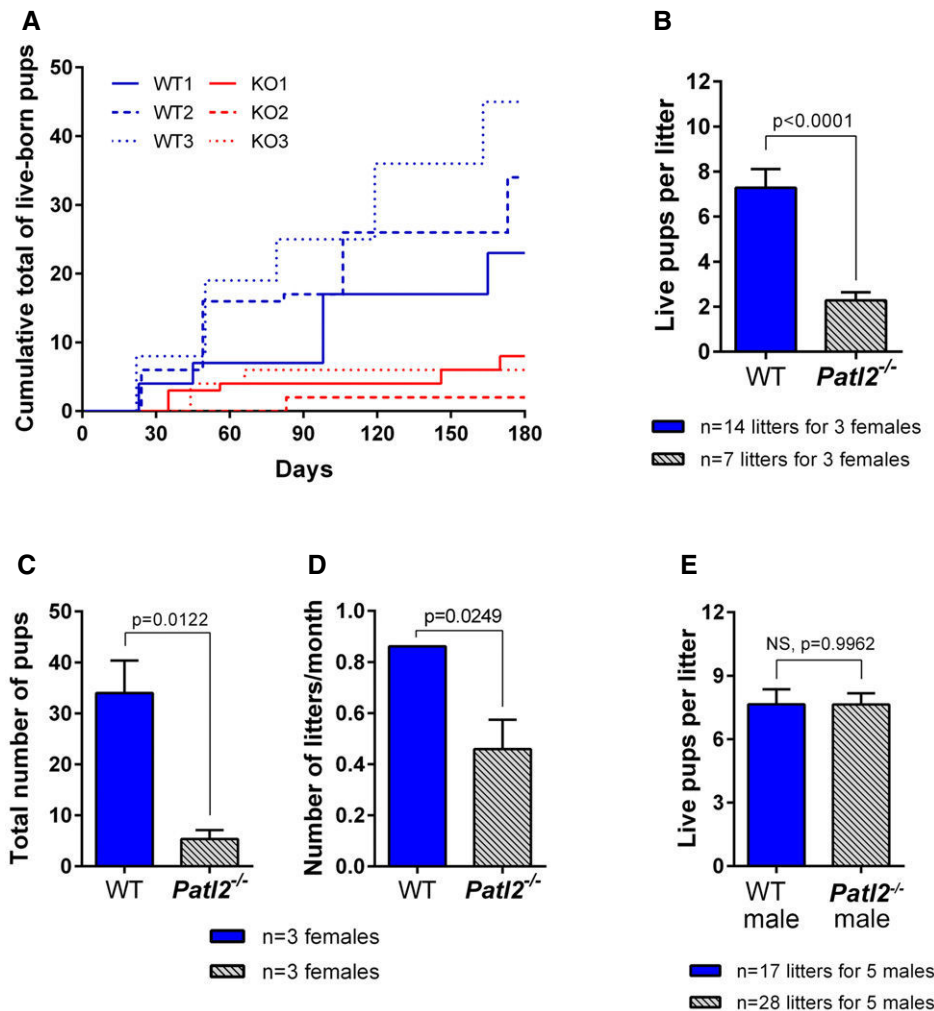 A
Cumulative total of live-born pups
50
40
30
20
10
0
WT1
KO1
WT2
KO2
WT3
KO3
0 30 60 90 120 150 180
Days
B
Live pups per litter
12
10
8
6
4
2
0
p<0.0001
WT Patl2-/-
n=14 litters for 3 females
n=7 litters for 3 females
C
Total number of pups
50
40
30
20
10
0
p=0.0122
WT Patl2-/-
D
Number of litters/month
1.0
0.8
0.6
0.4
0.2
0.0
p=0.0249
WT Patl2-/-
n=3 females
n=3 females
E
Live pups per litter
12
9
6
3
0
NS, p=0.9962
WT Patl2-/-
male male
n=17 litters for 5 males
n=28 litters for 5 males